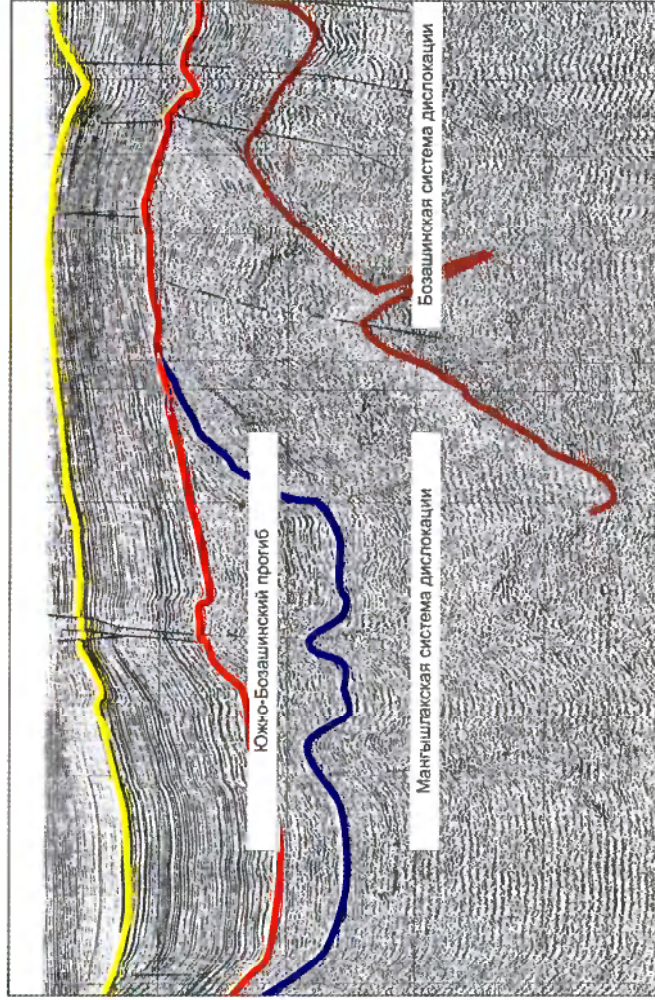 Южно-Бозашинский прогиб
Мангышлакская система дислокации
Бозашинская система дислокации